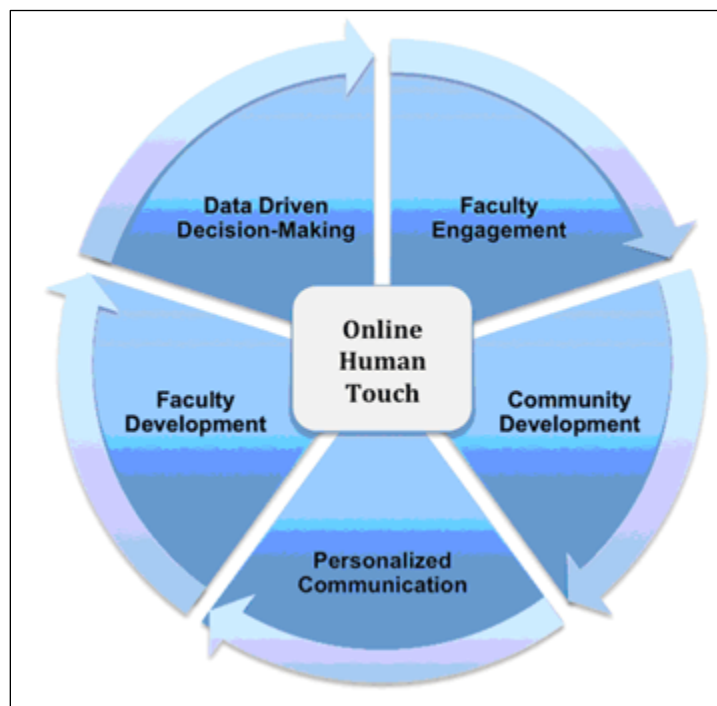 Data Driven
Decision-Making
Faculty
Engagement
Online
Human
Touch
Faculty
Development
Community
Development
Personalized
Communication